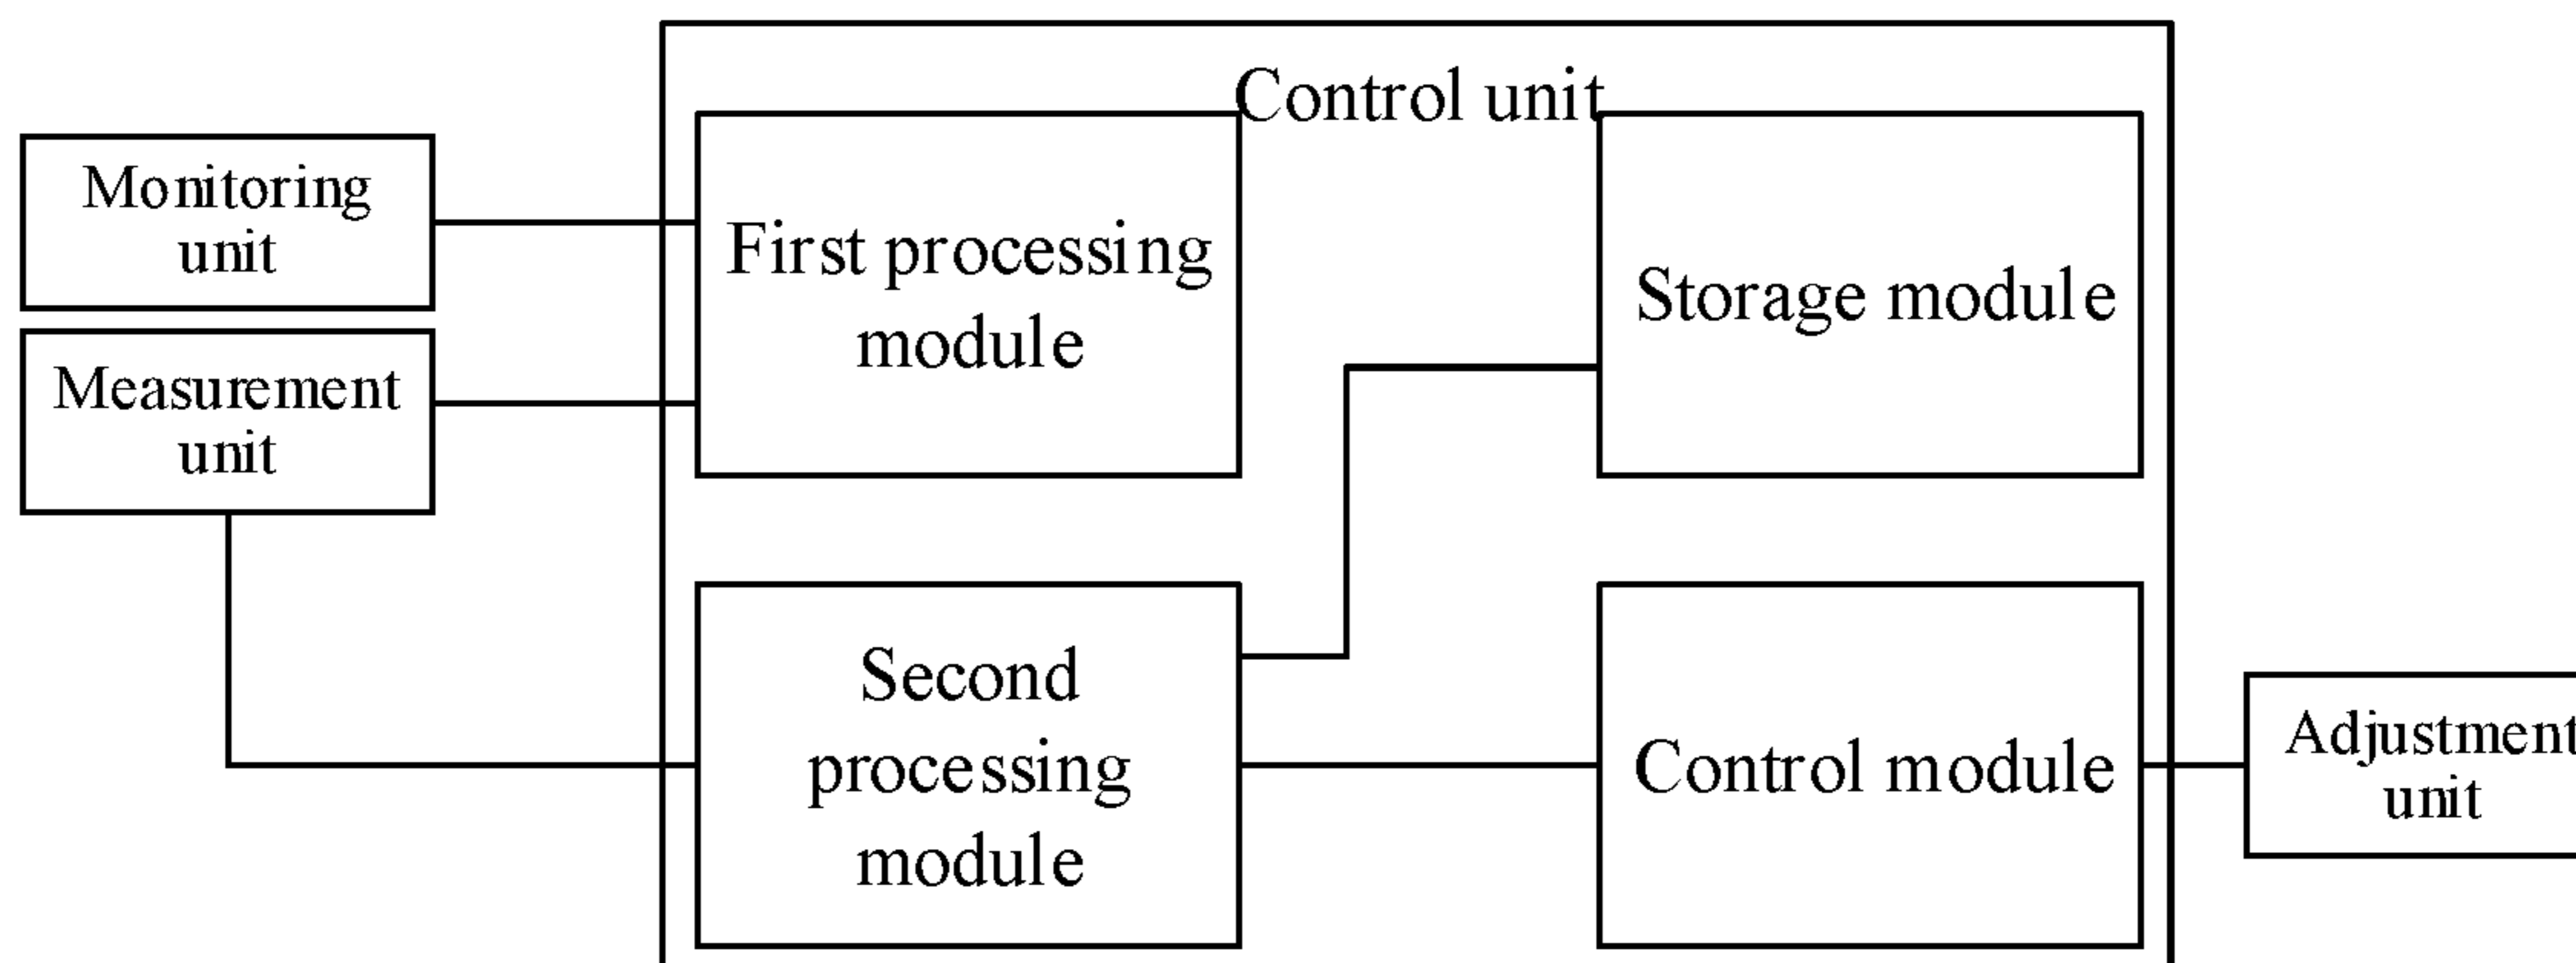 Control unit
Monitoring
unit
First processing
module
Storage module
Measurement
unit
Second
processing
module
Control module
Adjustment
unit